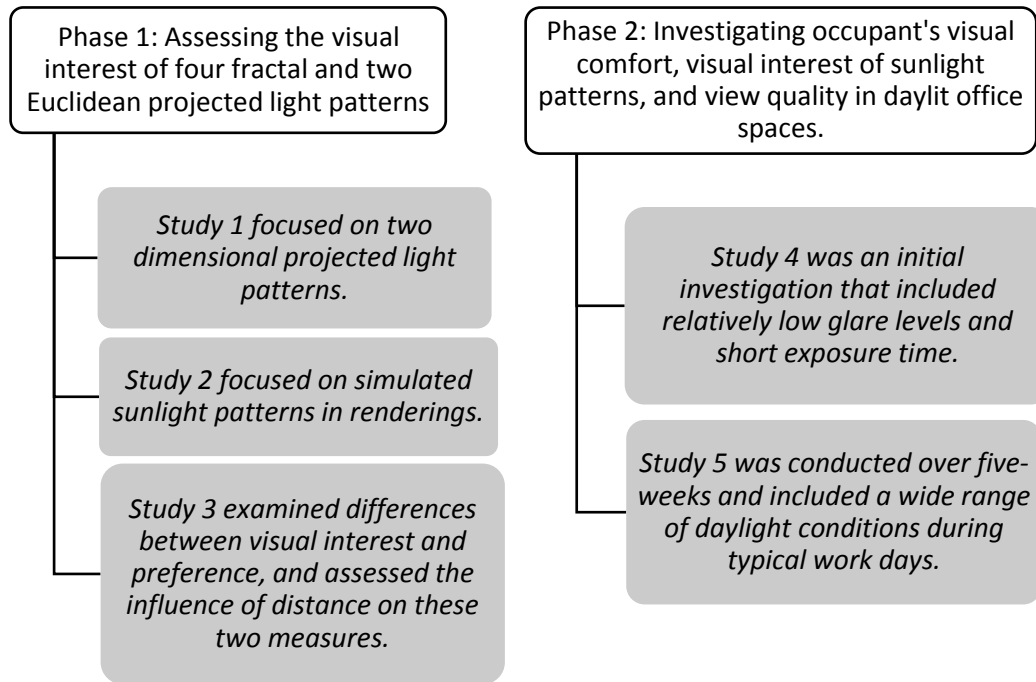 Phase 1: Assessing the visual
interest of four fractal and two
Euclidean projected light patterns
Study 1 focused on two
dimensional projected light
patterns.
Study 2 focused on simulated
sunlight patterns in renderings.
Study 3 examined differences
between visual interest and
preference, and assessed the
influence of distance on these
two measures.
Phase 2: Investigating occupant's visual
comfort, visual interest of sunlight
patterns, and view quality in daylit office
spaces.
Study 4 was an initial
investigation that included
relatively low glare levels and
short exposure time.
Study 5 was conducted over five-
weeks and included a wide range
of daylight conditions during
typical work days.